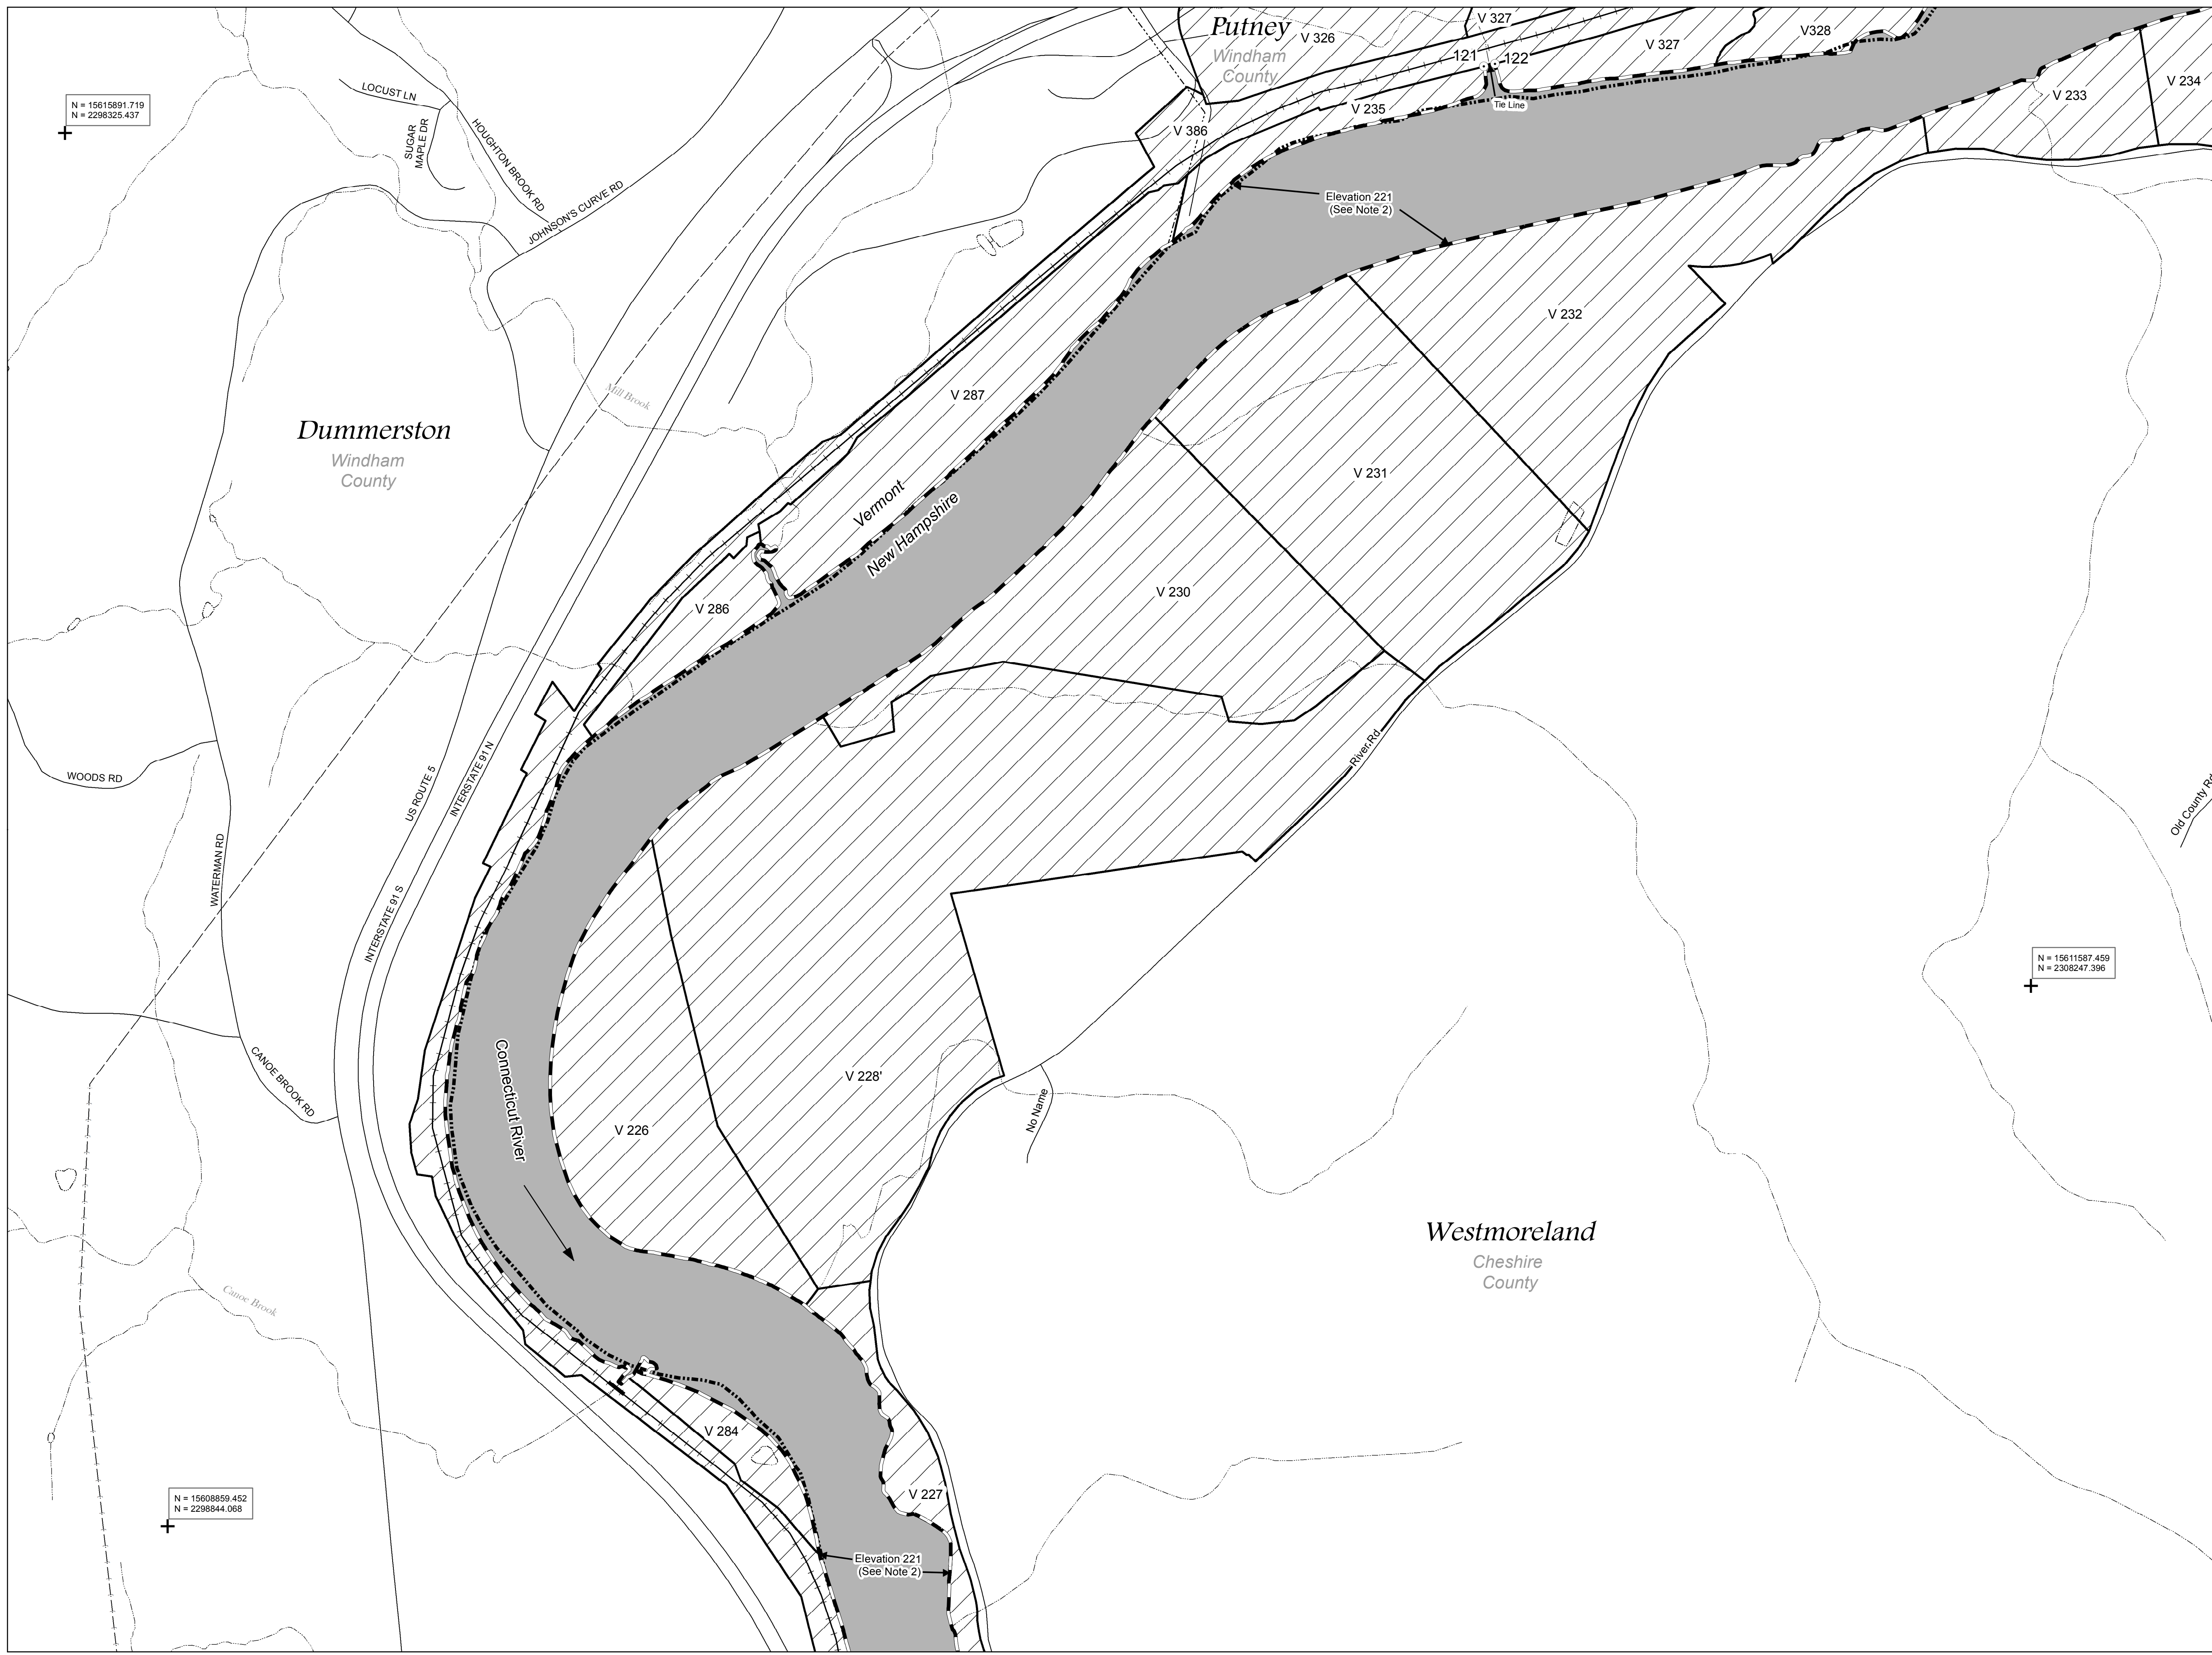 Putney
Windham
County
V 326
V 327
V 327
V328
121
122
Tie Line
V 235
V 386
V 233
V 234
N = 15615891.719
N = 2298325.437
LOCUST LN
SUGAR
MAPLE DR
HOUGHTON BROOK RD
JOHNSON'S CURVE RD
Elevation 221
(See Note 2)
V 232
Mill Brook
V 287
Dummerston
Windham
County
V 231
Vermont
New Hampshire
V 230
V 286
River Rd
WOODS RD
US ROUTE 5
INTERSTATE 91 N
Old County Rd
WATERMAN RD
INTERSTATE 91 S
N = 15611587.459
N = 2308247.396
CANOE BROOK RD
Connecticut River
V 228'
No Name
V 226
Westmoreland
Cheshire
County
Canoe Brook
V 284
V 227
N = 15608859.452
N = 2298844.068
Elevation 221
(See Note 2)